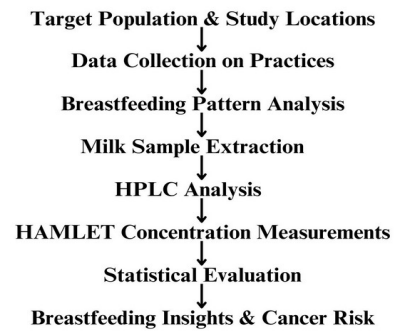 Target Population & Study Locations
Data Collection on Practices
Breastfeeding Pattern Analysis
Milk Sample Extraction
HPLC Analysis
HAMLET Concentration Measurements
Statistical Evaluation
Breastfeeding Insights & Cancer Risk